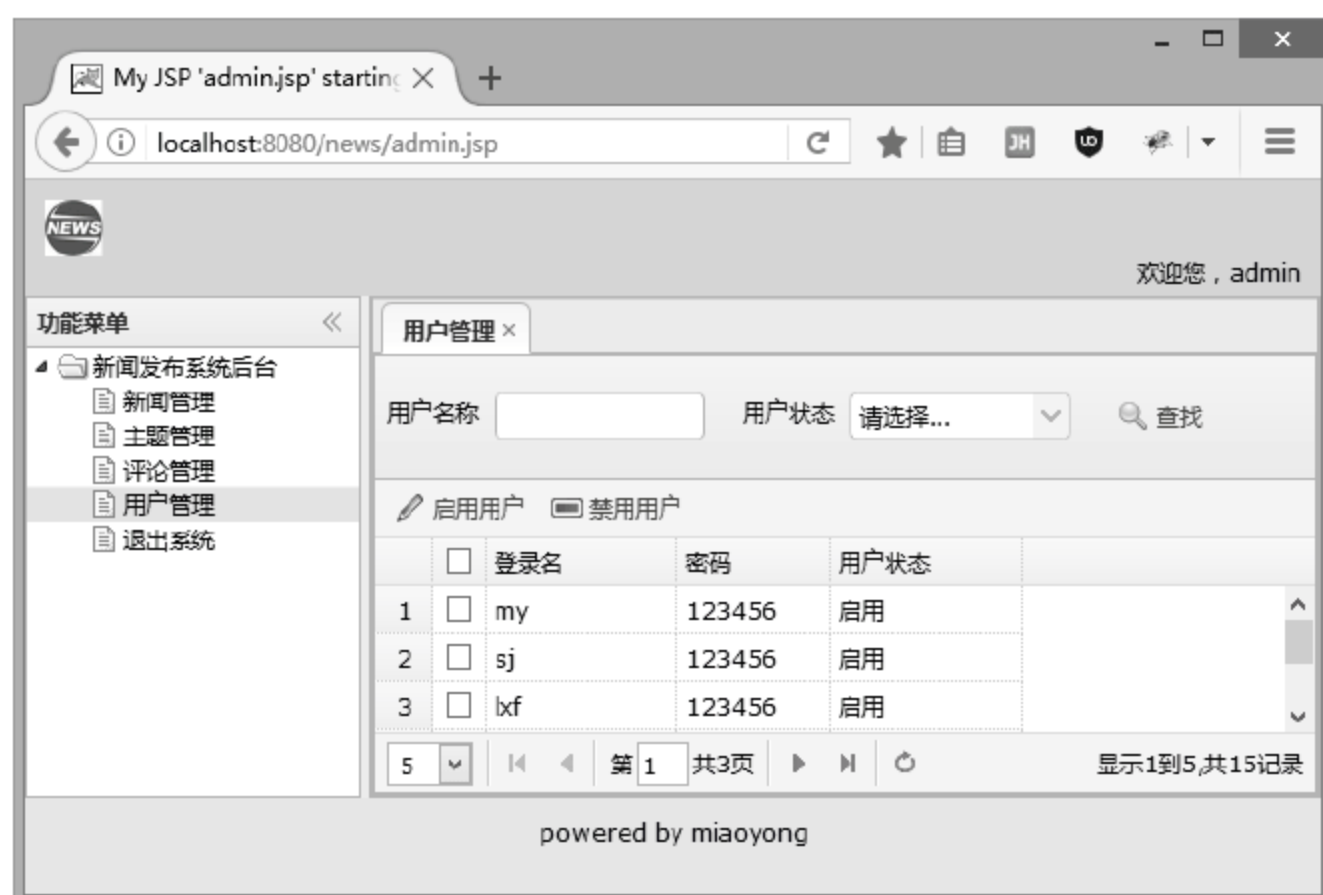 My JSP 'admin.jsp' starting
localhost:8080/news/admin.jsp
JH
NEWS
欢迎您，admin
功能菜单
用户管理
新闻发布系统后台
新闻管理
主题管理
评论管理
用户管理
退出系统
用户名称 用户状态 请选择... 查找
启用用户 禁用用户
登录名 密码 用户状态
1 my 123456 启用
2 sj 123456 启用
3 lxf 123456 启用
5 第 1 共3页 显示1到5,共15记录
powered by miaoyong